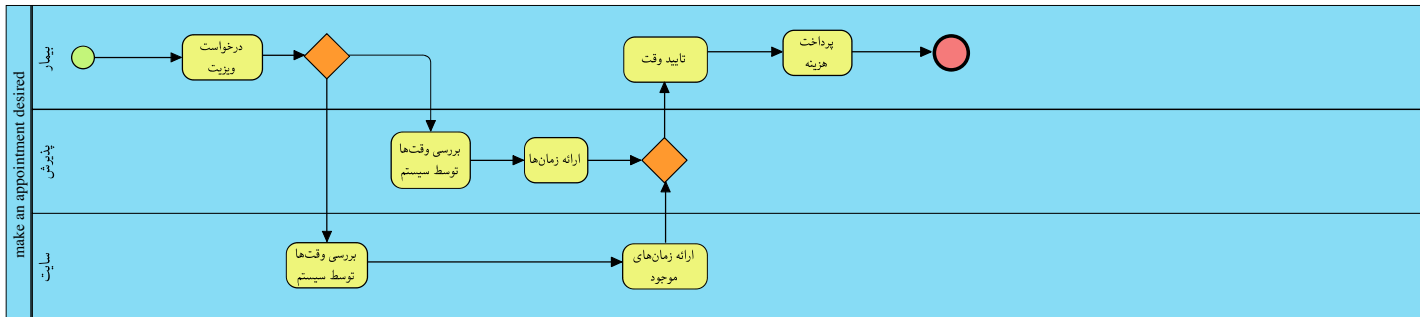 make an appointment desired
بیمار
درخواست
ویزیت
تایید وقت
پرداخت
هزینه
پذیرش
بررسی وقت‌ها
توسط سیستم
ارائه زمان‌ها
سایت
بررسی وقت‌ها
توسط سیستم
ارائه زمان‌های
موجود